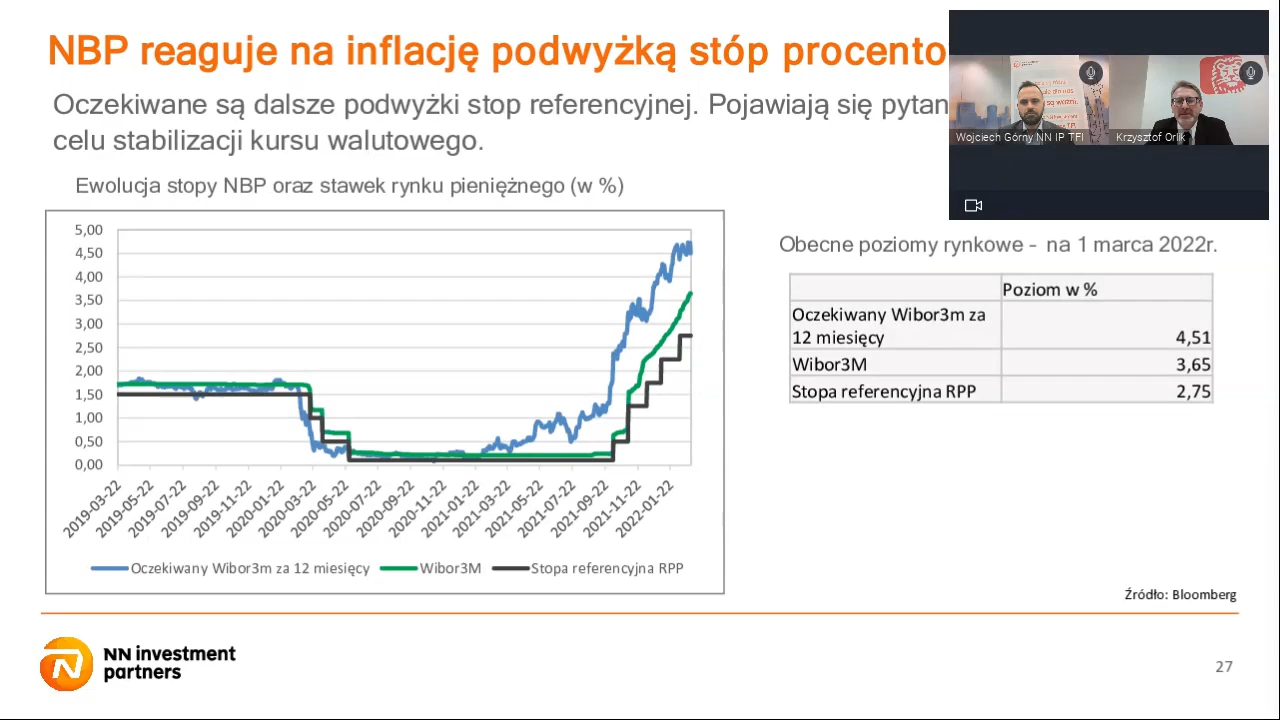 NBP reaguje na inflację podwyżką stóp procento
Oczekiwane są dalsze podwyżki stop referencyjnej. Pojawiają się pytan
celu stabilizacji kursu walutowego.
Wojciech Górny NN IP TFI
Krzysztof Orlik
Ewolucja stopy NBP oraz stawek rynku pieniężnego (w %)
5,00
4,50
4,00
3,50
3,00
2,50
2,00
1,50
1,00
0,50
0,00
2019-03-22
2019-05-22
2019-07-22
2019-09-22
2019-11-22
2020-01-22
2020-03-22
2020-05-22
2020-07-22
2020-09-22
2020-11-22
2021-01-22
2021-03-22
2021-05-22
2021-07-22
2021-09-22
2021-11-22
2022-01-22
Oczekiwany Wibor3m za 12 miesięcy
Wibor3M
Stopa referencyjna RPP
Obecne poziomy rynkowe - na 1 marca 2022r.
Poziom w %
Oczekiwany Wibor3m za
12 miesięcy 4,51
Wibor3M 3,65
Stopa referencyjna RPP 2,75
Źródło: Bloomberg
NN investment
partners
27